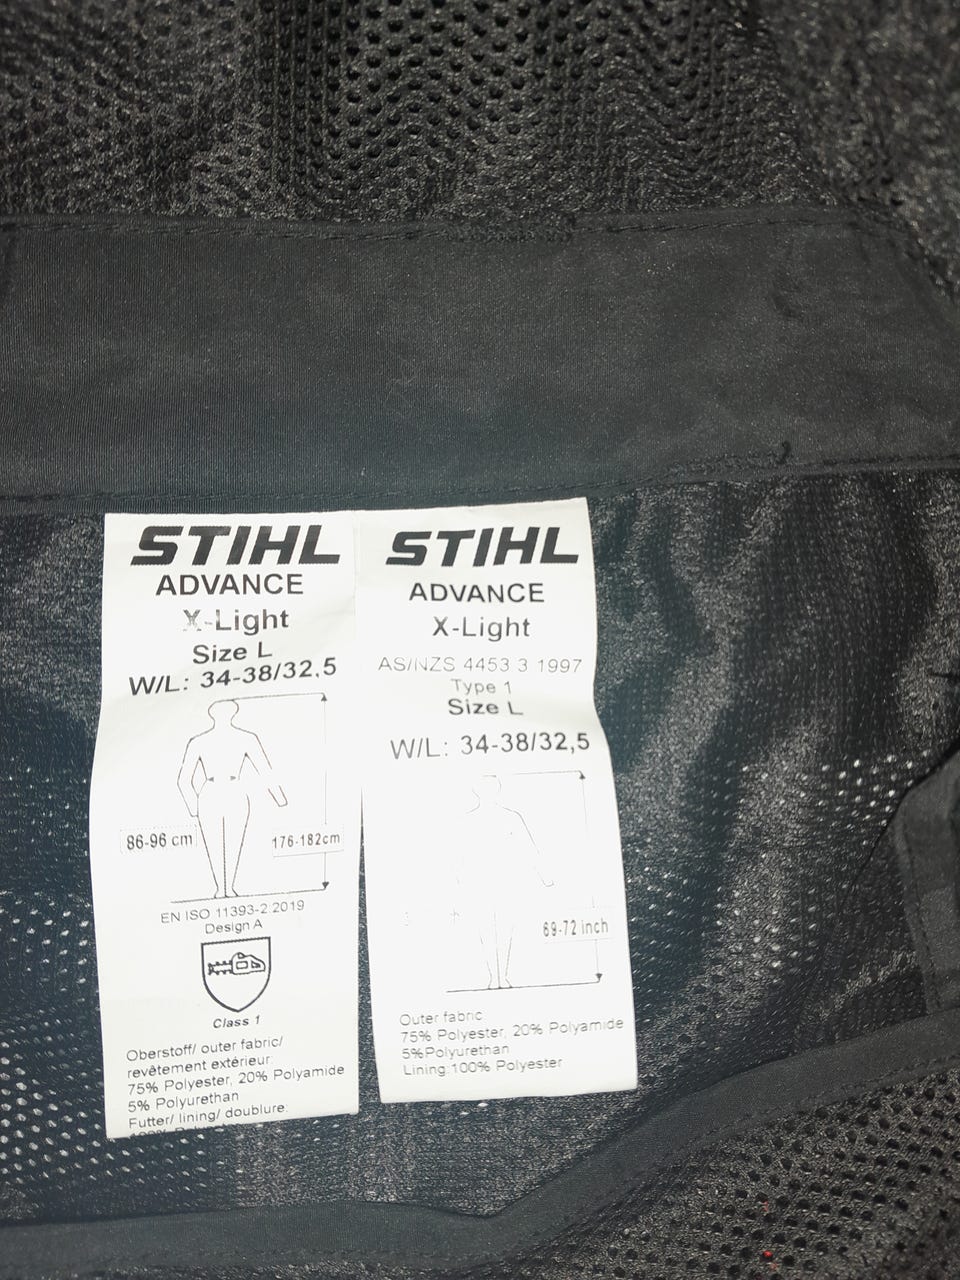 STIHL
ADVANCE
X-Light
Size L
W/L: 34-38/32,5
86-96 cm
176-182cm
EN ISO 11393-2:2019
Design A
Class 1
Oberstoff/ outer fabric/
revêtement extérieur:
75% Polyester, 20% Polyamide
5% Polyurethan
Futter/ lining/ doublure:
STIHL
ADVANCE
X-Light
AS/NZS 4453 3 1997
Type 1
Size L
W/L: 34-38/32,5
69-72 inch
Outer fabric
75% Polyester, 20% Polyamide
5%Polyurethan
Lining:100% Polyester